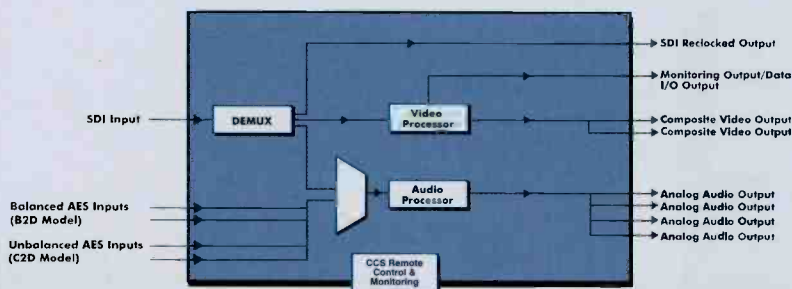 SDI Reclocked Output
Monitoring Output/Data
I/O Output
SDI Input
DEMUX
Video
Processor
Composite Video Output
Composite Video Output
Balanced AES Inputs
(B2D Model)
Audio
Processor
Analog Audio Output
Analog Audio Output
Analog Audio Output
Analog Audio Output
Unbalanced AES Inputs
(C2D Model)
CCS Remote
Control &
Monitoring